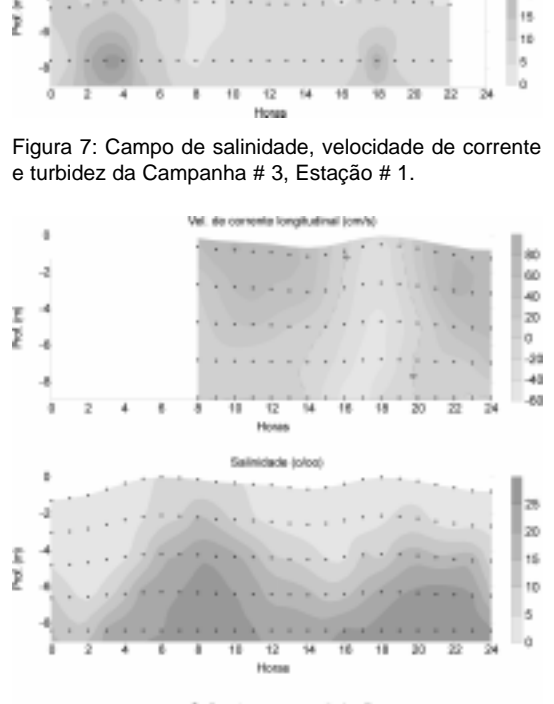 15
10
5
0
-6
-8
0 2 4 6 8 10 12 14 16 18 20 22 24
Horas
Figura 7: Campo de salinidade, velocidade de corrente
e turbidez da Campanha # 3, Estação # 1.
Vel. de corrente longitudinal (cm/s)
0
-2
-4
-6
-8
Prof. (m)
80
60
40
20
0
-20
-40
-60
0 2 4 6 8 10 12 14 16 18 20 22 24
Horas
Salinidade (o/oo)
0
-2
-4
-6
-8
Prof. (m)
25
20
15
10
5
0
0 2 4 6 8 10 12 14 16 18 20 22 24
Horas